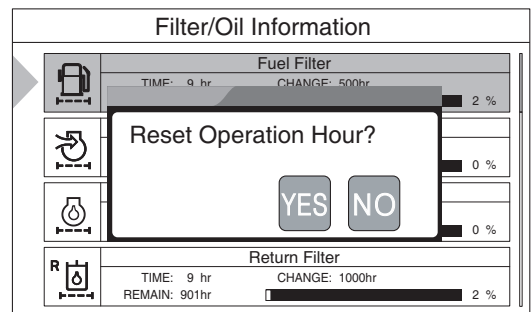 Filter/Oil Information
Fuel Filter
TIME: 9 hr CHANGE: 500hr
2 %
Reset Operation Hour?
0 %
YES NO
0 %
R
Return Filter
TIME: 9 hr CHANGE: 1000hr
REMAIN: 901hr 2 %